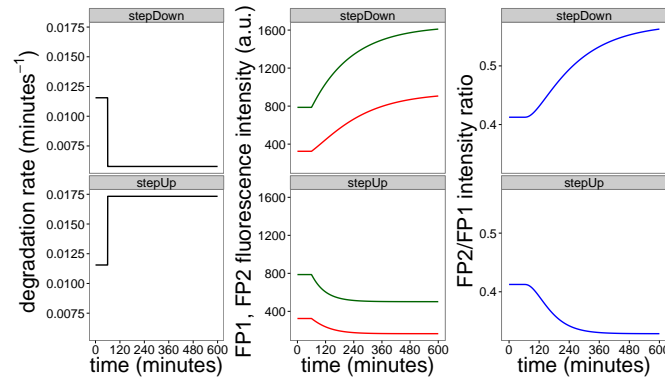 stepDown
stepDown
stepDown
0.0175
0.0150
0.0125
0.0100
0.0075
1600
1200
800
400
0.5
0.4
stepUp
stepUp
stepUp
0.0175
0.0150
0.0125
0.0100
0.0075
1600
1200
800
400
0.5
0.4
degradation rate (minutes⁻¹)
FP1, FP2 fluorescence intensity (a.u.)
FP2/FP1 intensity ratio
0 120 240 360 480 600
0 120 240 360 480 600
0 120 240 360 480 600
time (minutes)
time (minutes)
time (minutes)